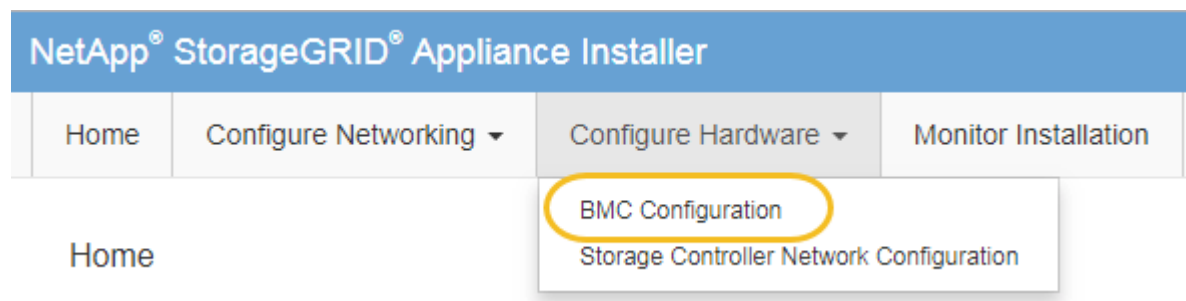 NetApp® StorageGRID® Appliance Installer
Home Configure Networking Configure Hardware Monitor Installation
BMC Configuration
Home
Storage Controller Network Configuration